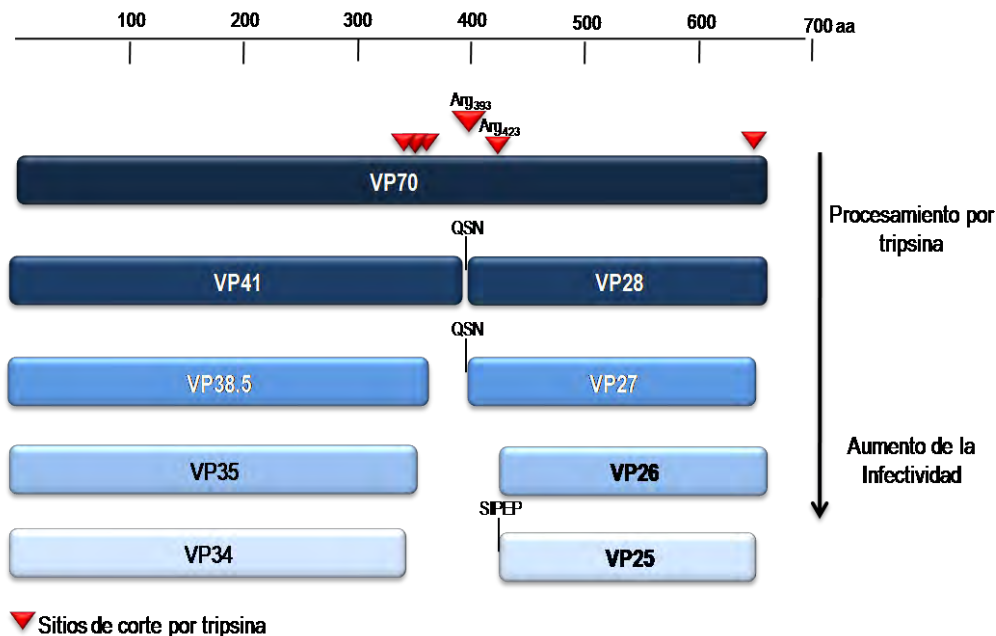 100 200 300 400 500 600 700 aa
Arg393
Arg423
VP70
Procesamiento por
tripsina
QSN
VP41 VP28
QSN
VP38.5 VP27
Aumento de la
Infectividad
VP35 VP26
SIPEP
VP34 VP25
Sitios de corte por tripsina